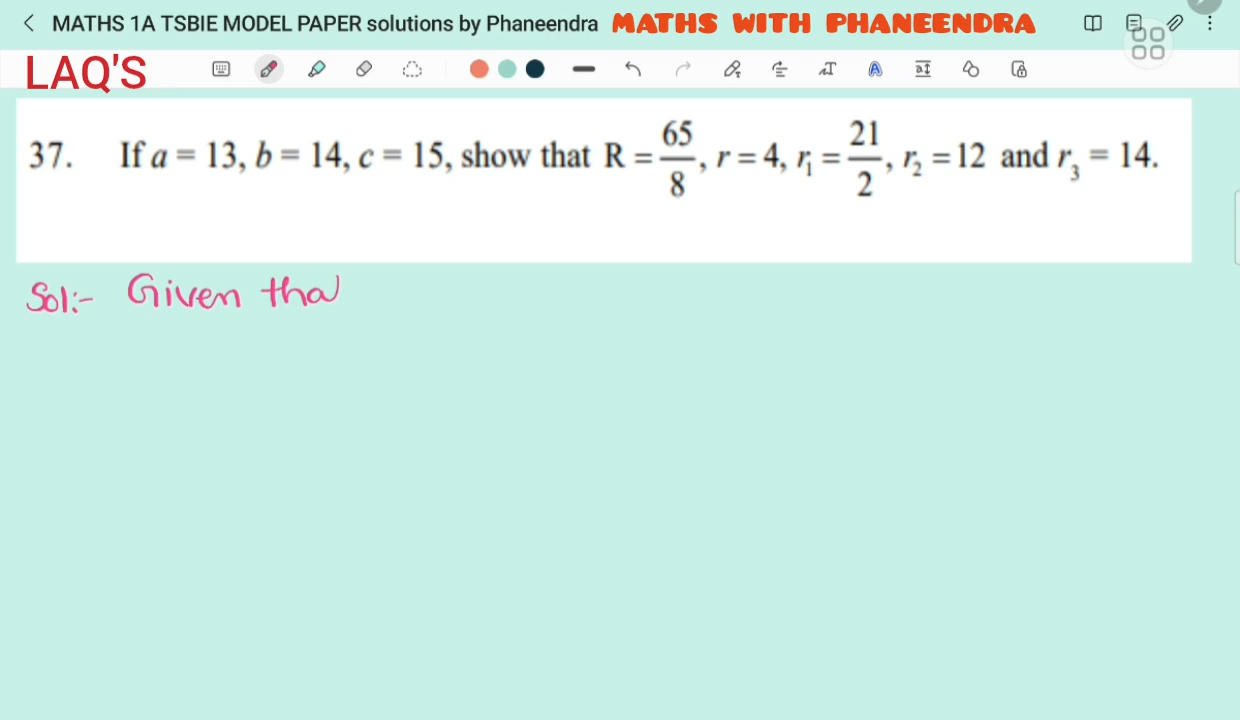 MATHS 1A TSBIE MODEL PAPER solutions by Phaneendra MATHS WITH PHANEENDRA
LAQ'S
37. If a = 13, b = 14, c = 15, show that R = 65/8, r = 4, r₁ = 21/2, r₂ = 12 and r₃ = 14.
Sol:- Given tha